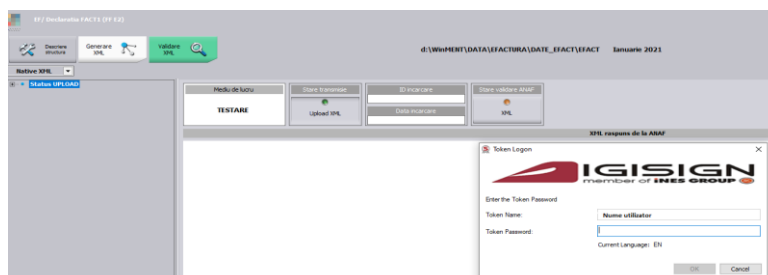 EF/ Declaratia FACT1 (FF E2)
Descriere structura
Generare XML
Validare XML
d:\WinMENT\DATA\EFACTURA\DATE_EFACT\EFACT Ianuarie 2021
Native XML
Status UPLOAD
Mediu de lucru
TESTARE
Stare transmise
Upload XML
ID incarcare
Data incarcare
Stare validare ANAF
XML
XML raspuns de la ANAF
Token Logon
DIGISIGN
member of iNES GROUP
Enter the Token Password
Token Name: Nume utilizator
Token Password:
Current Language: EN
OK Cancel